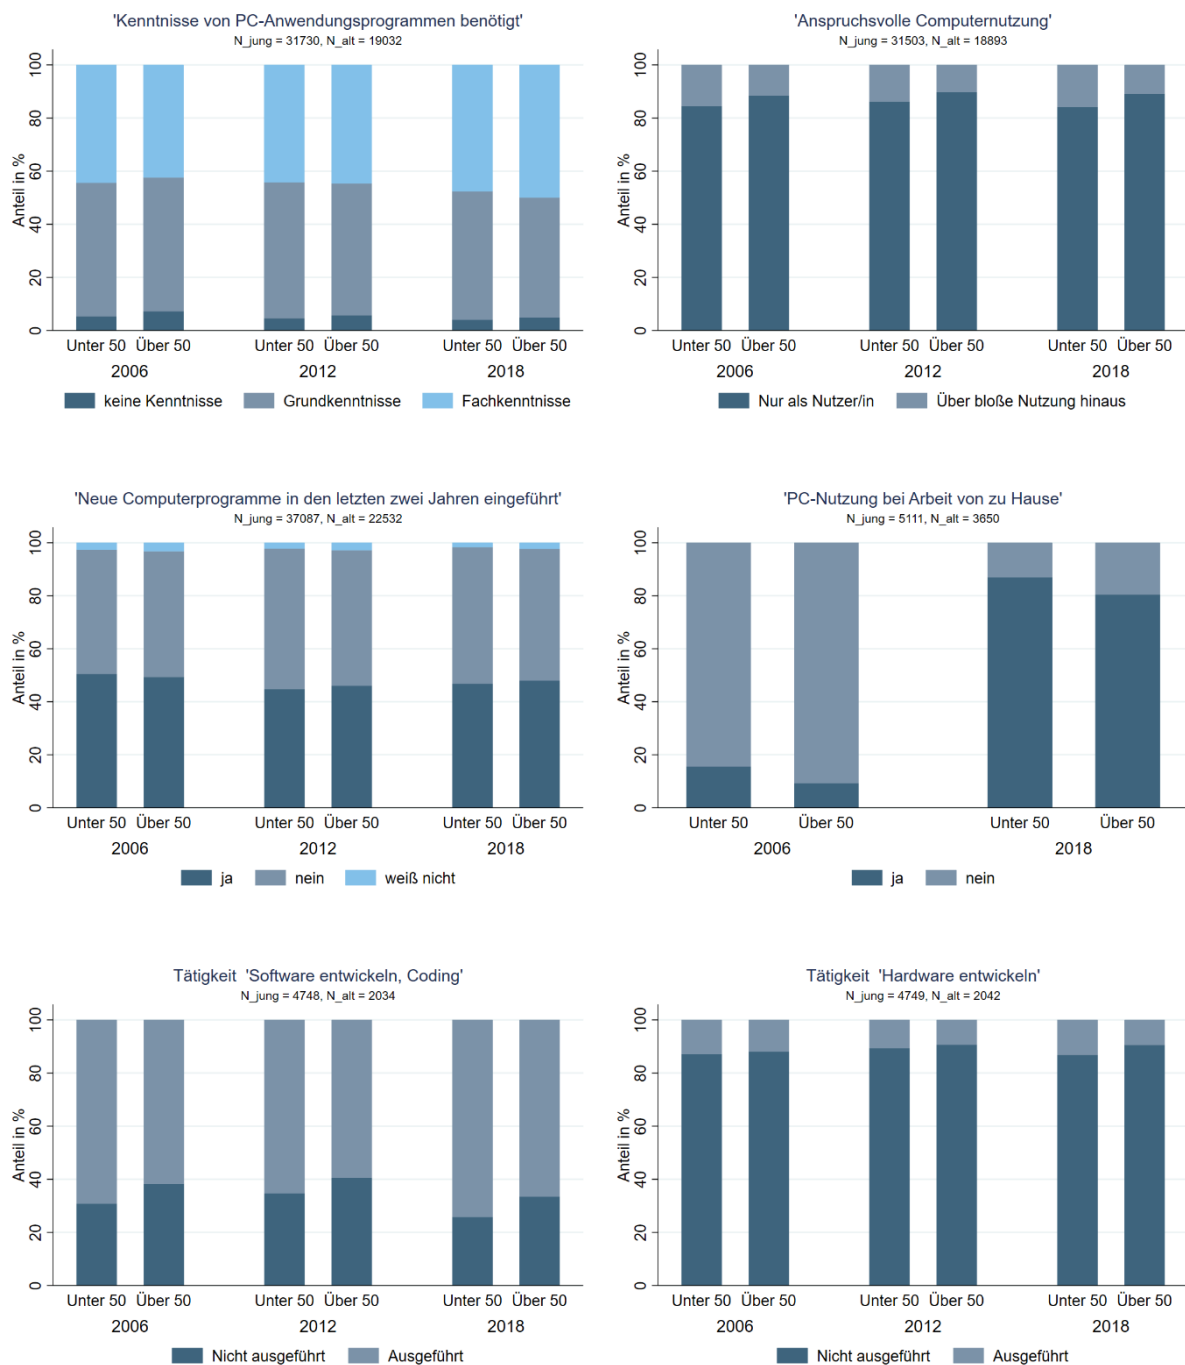 'Kenntnisse von PC-Anwendungsprogrammen benötigt'
N_jung = 31730, N_alt = 19032
Anteil in %
0 20 40 60 80 100
Unter 50 Über 50 Unter 50 Über 50 Unter 50 Über 50
2006 2012 2018
keine Kenntnisse Grundkenntnisse Fachkenntnisse
'Anspruchsvolle Computernutzung'
N_jung = 31503, N_alt = 18893
Anteil in %
0 20 40 60 80 100
Unter 50 Über 50 Unter 50 Über 50 Unter 50 Über 50
2006 2012 2018
Nur als Nutzer/in Über bloße Nutzung hinaus
'Neue Computerprogramme in den letzten zwei Jahren eingeführt'
N_jung = 37087, N_alt = 22532
Anteil in %
0 20 40 60 80 100
Unter 50 Über 50 Unter 50 Über 50 Unter 50 Über 50
2006 2012 2018
ja nein weiß nicht
'PC-Nutzung bei Arbeit von zu Hause'
N_jung = 5111, N_alt = 3650
Anteil in %
0 20 40 60 80 100
Unter 50 Über 50 Unter 50 Über 50
2006 2018
ja nein
Tätigkeit 'Software entwickeln, Coding'
N_jung = 4748, N_alt = 2034
Anteil in %
0 20 40 60 80 100
Unter 50 Über 50 Unter 50 Über 50 Unter 50 Über 50
2006 2012 2018
Nicht ausgeführt Ausgeführt
Tätigkeit 'Hardware entwickeln'
N_jung = 4749, N_alt = 2042
Anteil in %
0 20 40 60 80 100
Unter 50 Über 50 Unter 50 Über 50 Unter 50 Über 50
2006 2012 2018
Nicht ausgeführt Ausgeführt